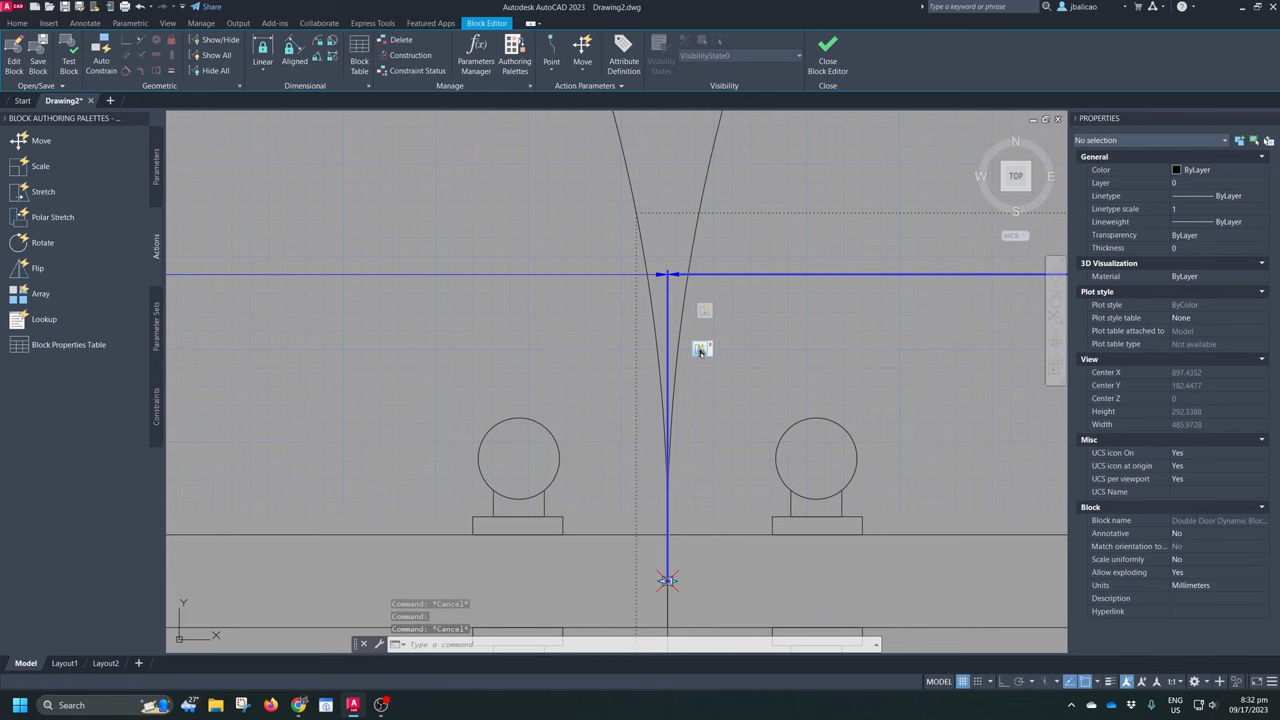 CAD
Share
Autodesk AutoCAD 2023 Drawing2.dwg
Type a keyword or phrase
jbalicao
Home Insert Annotate Parametric View Manage Output Add-ins Collaborate Express Tools Featured Apps Block Editor
Edit Block
Save Block
Test Block
Auto Constrain
Show/Hide
Show All
Hide All
Linear
Aligned
Block Table
Delete
Construction
Constraint Status
Parameters Manager
Authoring Palettes
Point
Move
Attribute Definition
Visibility States
VisibilityState0
Close Block Editor
Open/Save
Geometric
Dimensional
Manage
Action Parameters
Visibility
Close
Start
Drawing2*
BLOCK AUTHORING PALETTES - ...
Move
Scale
Stretch
Polar Stretch
Rotate
Flip
Array
Lookup
Block Properties Table
Parameters
Actions
Parameter Sets
Constraints
N
W TOP E
S
WCS
Y
X
Command: *Cancel*
Command:
Command: *Cancel*
Type a command
PROPERTIES
No selection
General
Color ByLayer
Layer 0
Linetype ByLayer
Linetype scale 1
Lineweight ByLayer
Transparency ByLayer
Thickness 0
3D Visualization
Material ByLayer
Plot style
Plot style ByColor
Plot style table None
Plot table attached to Model
Plot table type Not available
View
Center X 897.4352
Center Y 182.4477
Center Z 0
Height 292.3388
Width 485.9728
Misc
UCS icon On Yes
UCS icon at origin Yes
UCS per viewport Yes
UCS Name
Block
Block name Double Door Dynamic Bloc...
Annotative No
Match orientation to... No
Scale uniformly No
Allow exploding Yes
Units Millimeters
Description
Hyperlink
Model Layout1 Layout2
MODEL
1:1
Search
27°
ENG
US
8:32 pm
09/17/2023